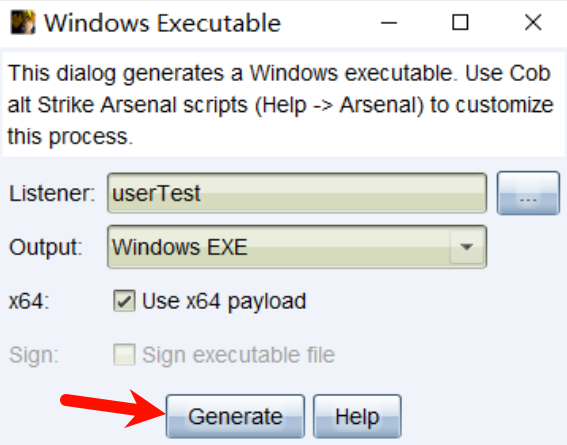 Windows Executable
This dialog generates a Windows executable. Use Cob
alt Strike Arsenal scripts (Help -> Arsenal) to customize
this process.
Listener: userTest ...
Output: Windows EXE
x64: Use x64 payload
Sign: Sign executable file
Generate Help